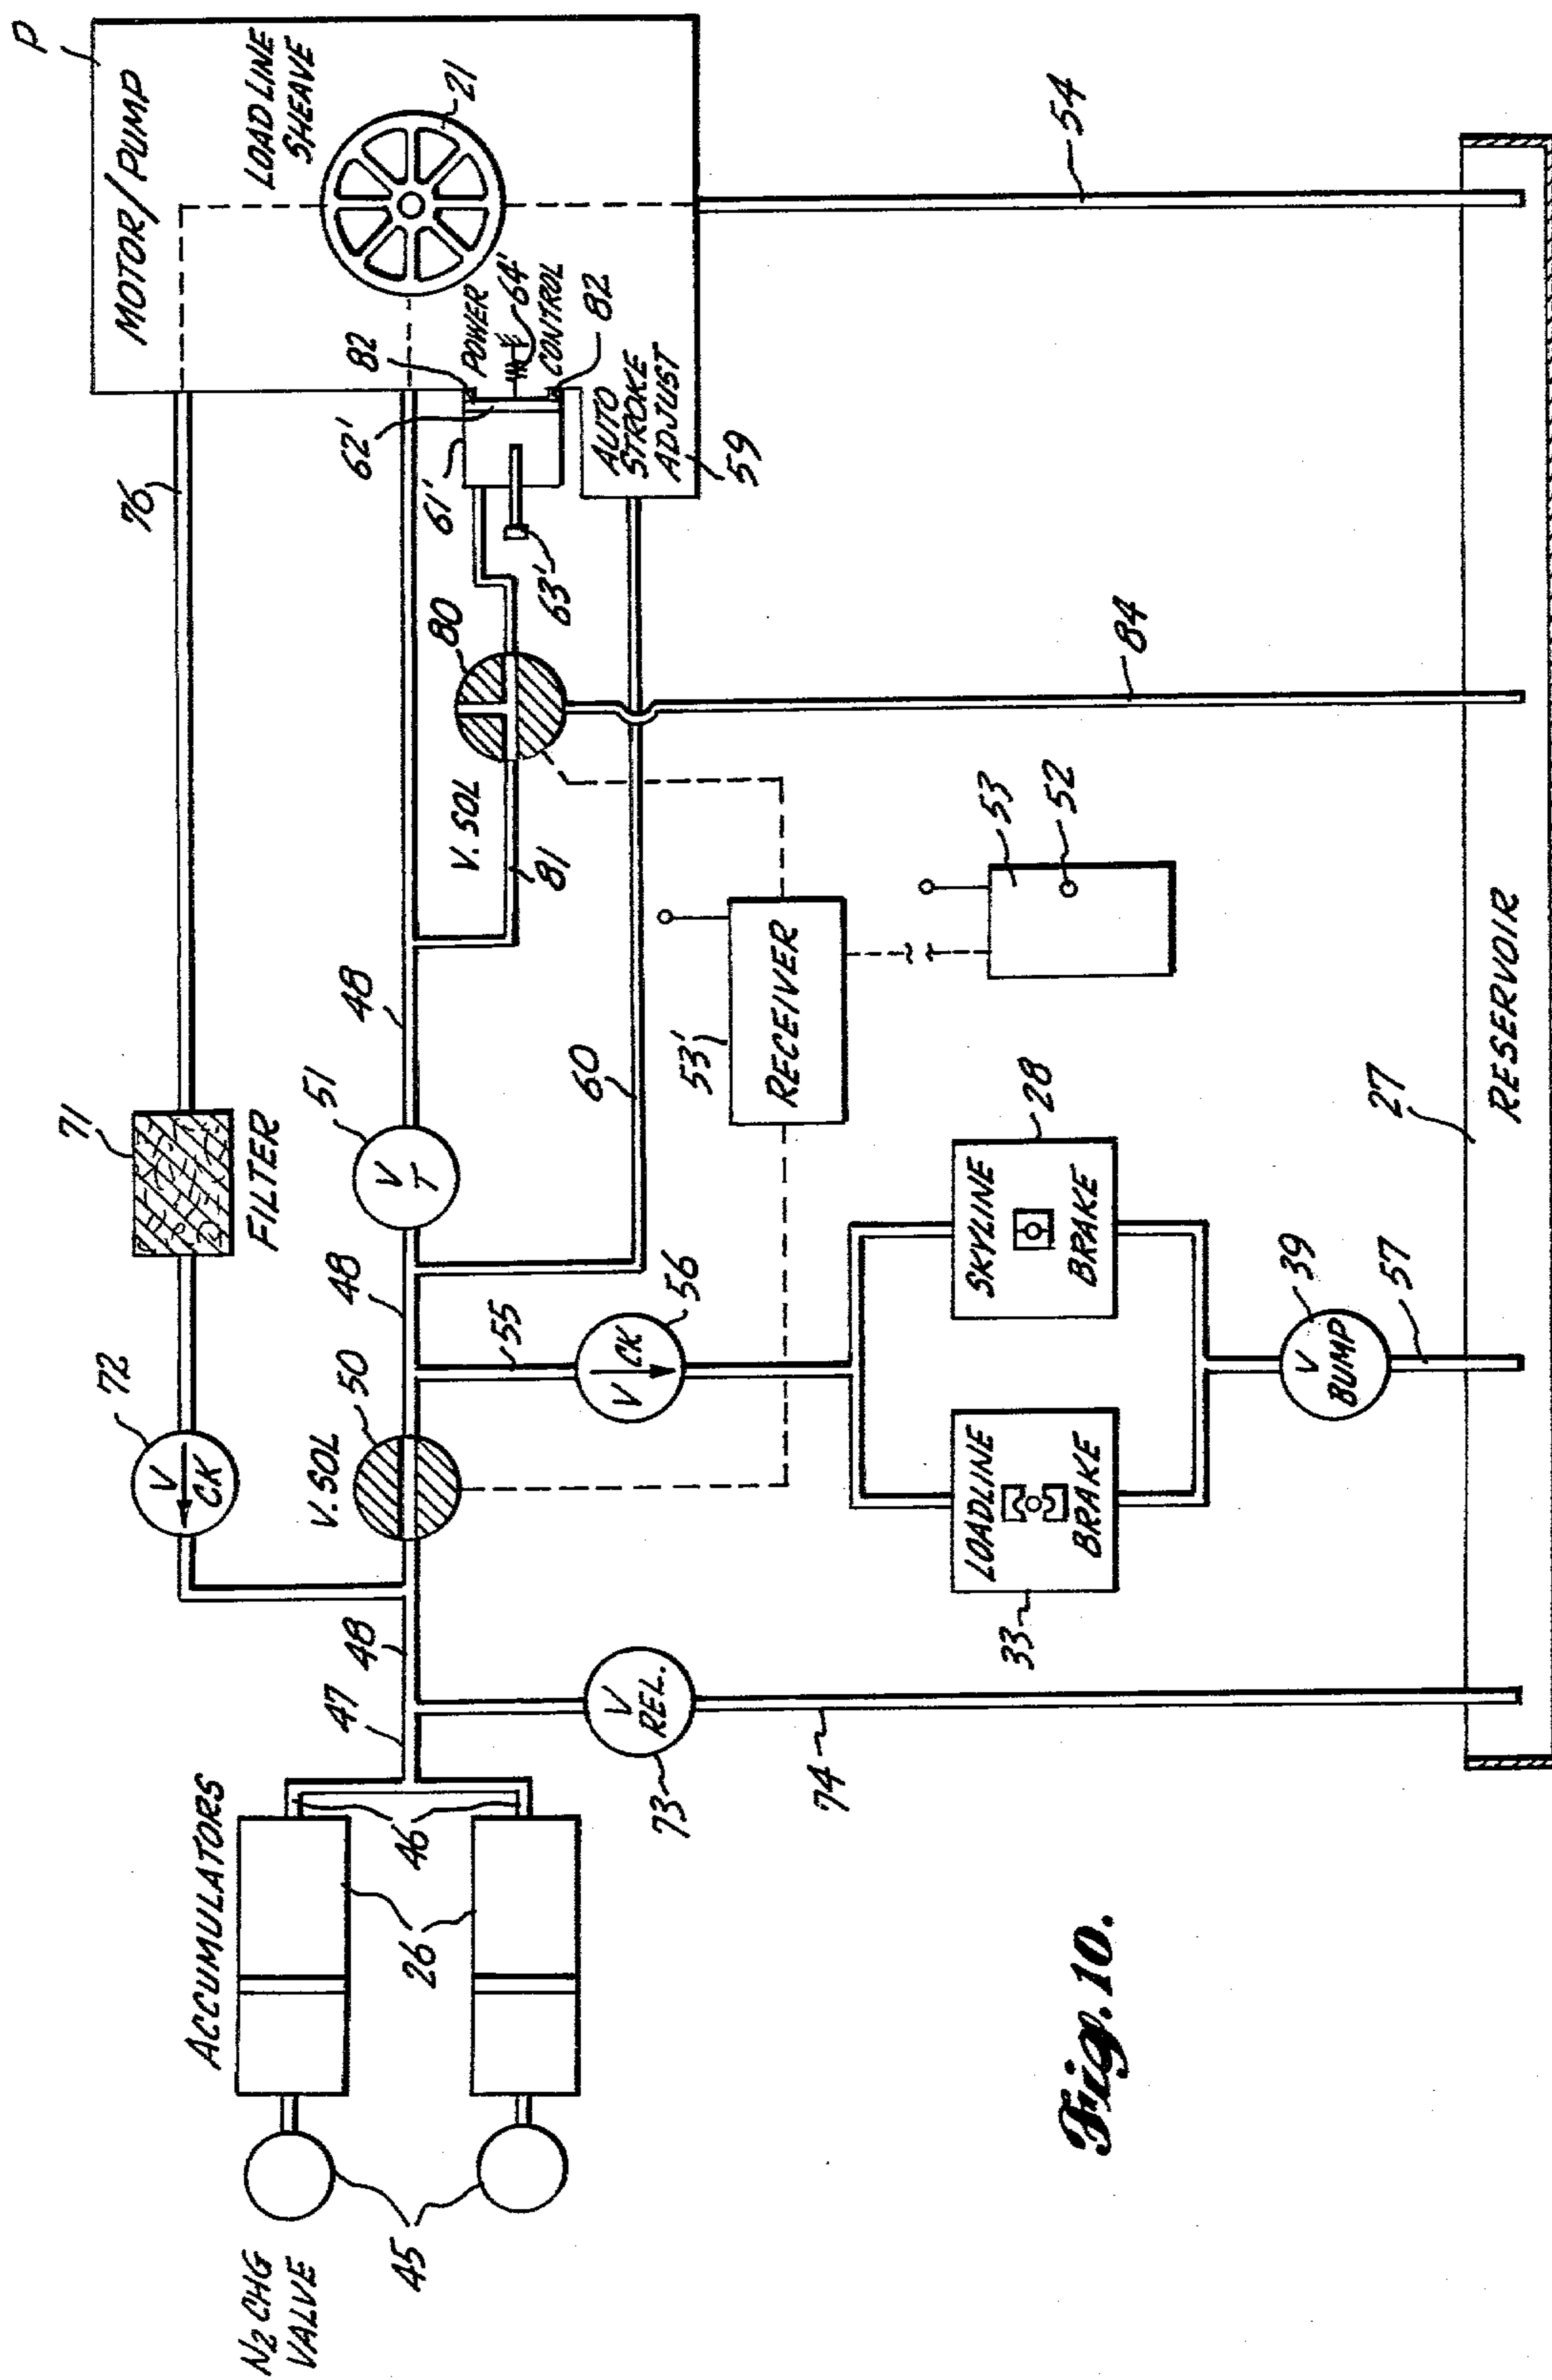 P
MOTOR/PUMP
LOAD LINE
SHEAVE
21
76
82
POWER
64'
CONTROL
82
62'
61'
63'
AUTO
STROKE
ADJUST
59
54
80
V. SOL
81
84
71
FILTER
72
V
CK
48
51
V
T
60
53'
RECEIVER
53
52
48
V. SOL
50
55
56
V
CK
SKYLINE
BRAKE
28
LOADLINE
BRAKE
33
39
V
BUMP
57
27
RESERVOIR
48
47
V
REL.
73
74
ACCUMULATORS
46
26
45
N2 CHG
VALVE
Fig. 10.